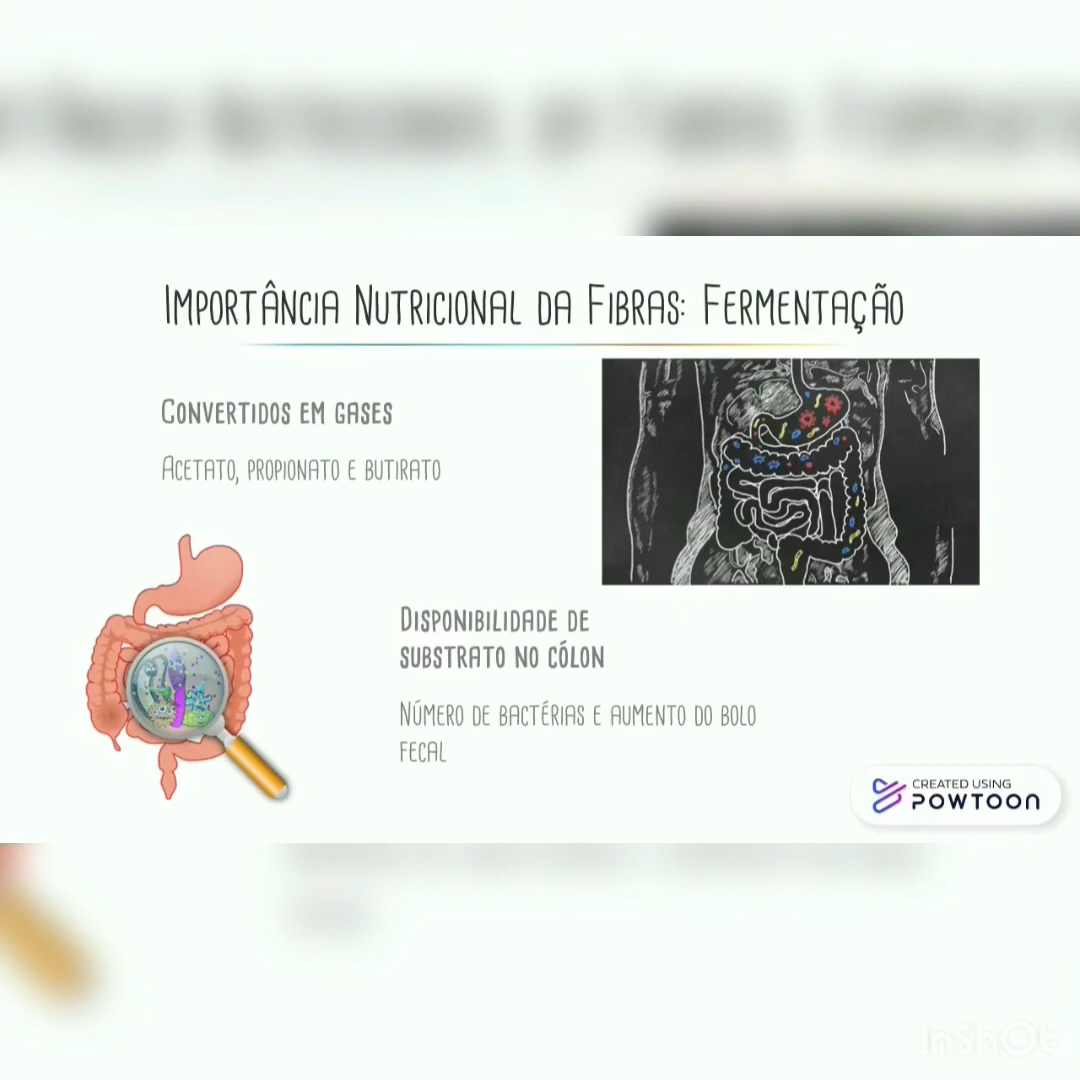 Importância Nutricional da Fibras: Fermentação
Convertidos em gases
Acetato, propionato e butirato
Disponibilidade de
substrato no cólon
Número de bactérias e aumento do bolo
fecal
CREATED USING
POWTOON
InShOt